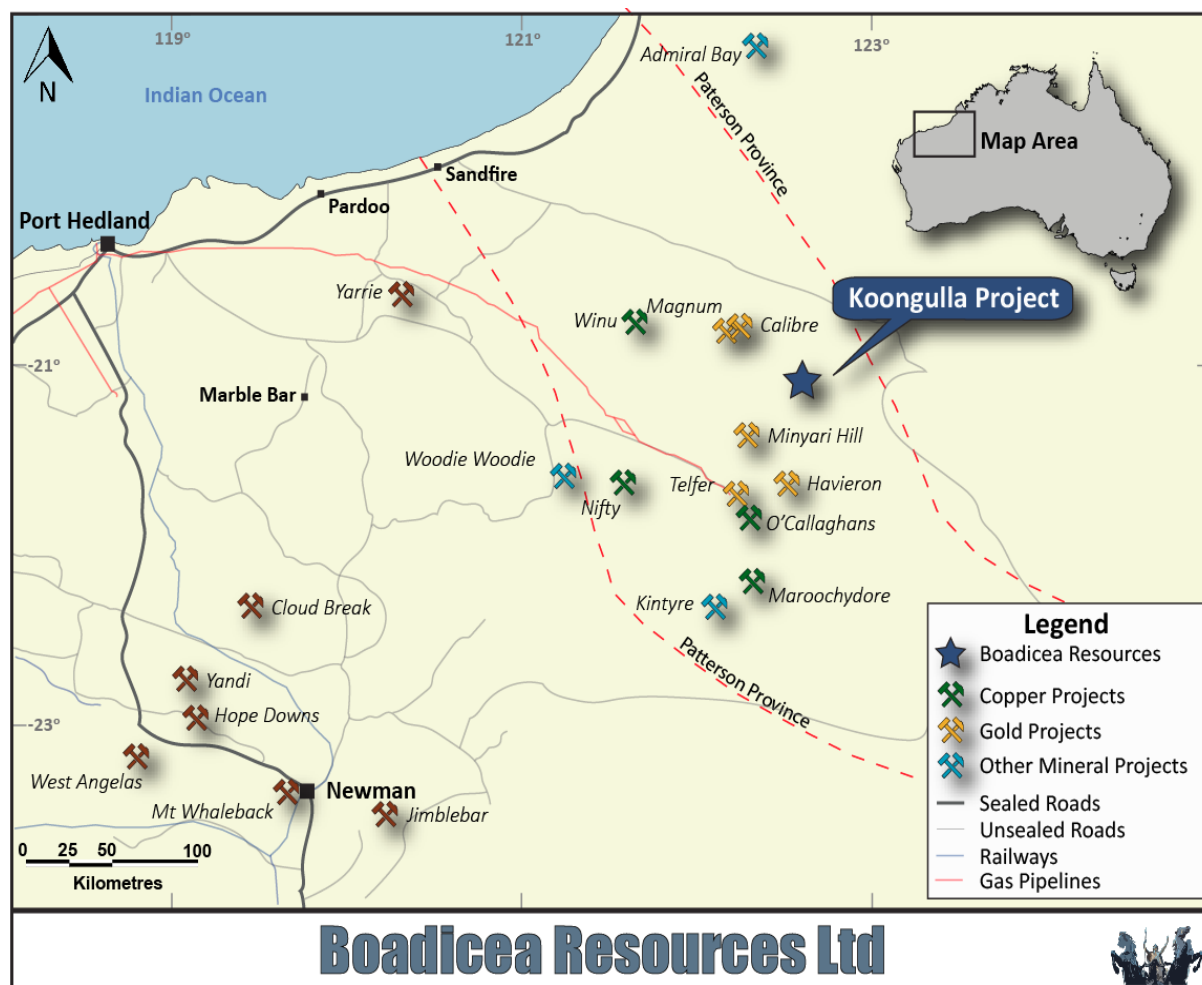 119°
121°
123°
N
Indian Ocean
Admiral Bay
Paterson Province
Map Area
Sandfire
Pardoo
Port Hedland
Koongulla Project
Yarrie
Magnum
Winu
Calibre
-21°
Marble Bar
Minyari Hill
Woodie Woodie
Nifty
Telfer
Havieron
O'Callaghans
Cloud Break
Kintyre
Maroochydore
Patterson Province
Yandi
Hope Downs
-23°
West Angelas
Mt Whaleback
Newman
Jimblebar
0 25 50 100
Kilometres
Legend
Boadicea Resources
Copper Projects
Gold Projects
Other Mineral Projects
Sealed Roads
Unsealed Roads
Railways
Gas Pipelines
Boadicea Resources Ltd